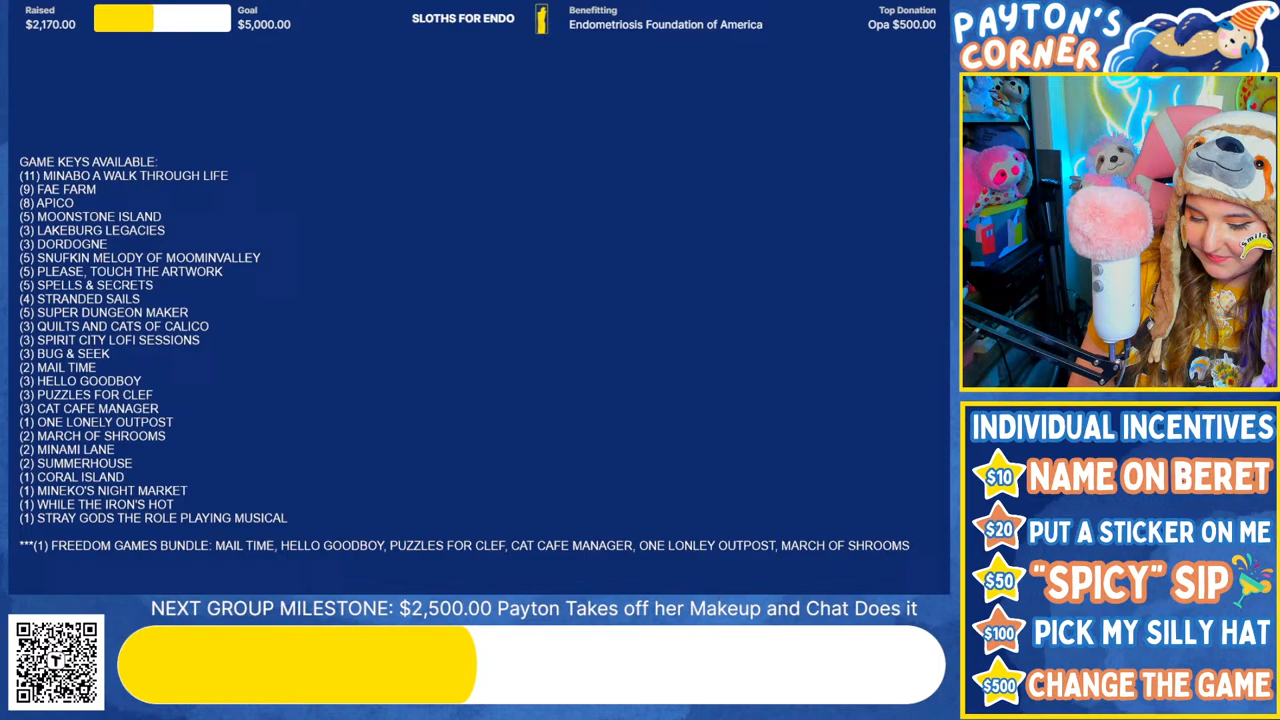 Raised
$2,170.00
Goal
$5,000.00
SLOTHS FOR ENDO
Benefitting
Endometriosis Foundation of America
Top Donation
Opa $500.00
PAYTON'S
CORNER
GAME KEYS AVAILABLE:
(11) MINABO A WALK THROUGH LIFE
(9) FAE FARM
(8) APICO
(5) MOONSTONE ISLAND
(3) LAKEBURG LEGACIES
(3) DORDOGNE
(5) SNUFKIN MELODY OF MOOMINVALLEY
(5) PLEASE, TOUCH THE ARTWORK
(5) SPELLS & SECRETS
(4) STRANDED SAILS
(5) SUPER DUNGEON MAKER
(3) QUILTS AND CATS OF CALICO
(3) SPIRIT CITY LOFI SESSIONS
(3) BUG & SEEK
(2) MAIL TIME
(3) HELLO GOODBOY
(3) PUZZLES FOR CLEF
(3) CAT CAFE MANAGER
(1) ONE LONELY OUTPOST
(2) MARCH OF SHROOMS
(2) MINAMI LANE
(2) SUMMERHOUSE
(1) CORAL ISLAND
(1) MINEKO'S NIGHT MARKET
(1) WHILE THE IRON'S HOT
(1) STRAY GODS THE ROLE PLAYING MUSICAL
***(1) FREEDOM GAMES BUNDLE: MAIL TIME, HELLO GOODBOY, PUZZLES FOR CLEF, CAT CAFE MANAGER, ONE LONLEY OUTPOST, MARCH OF SHROOMS
NEXT GROUP MILESTONE: $2,500.00 Payton Takes off her Makeup and Chat Does it
T
smile
INDIVIDUAL INCENTIVES
$10 NAME ON BERET
$20 PUT A STICKER ON ME
$50 "SPICY" SIP
$100 PICK MY SILLY HAT
$500 CHANGE THE GAME